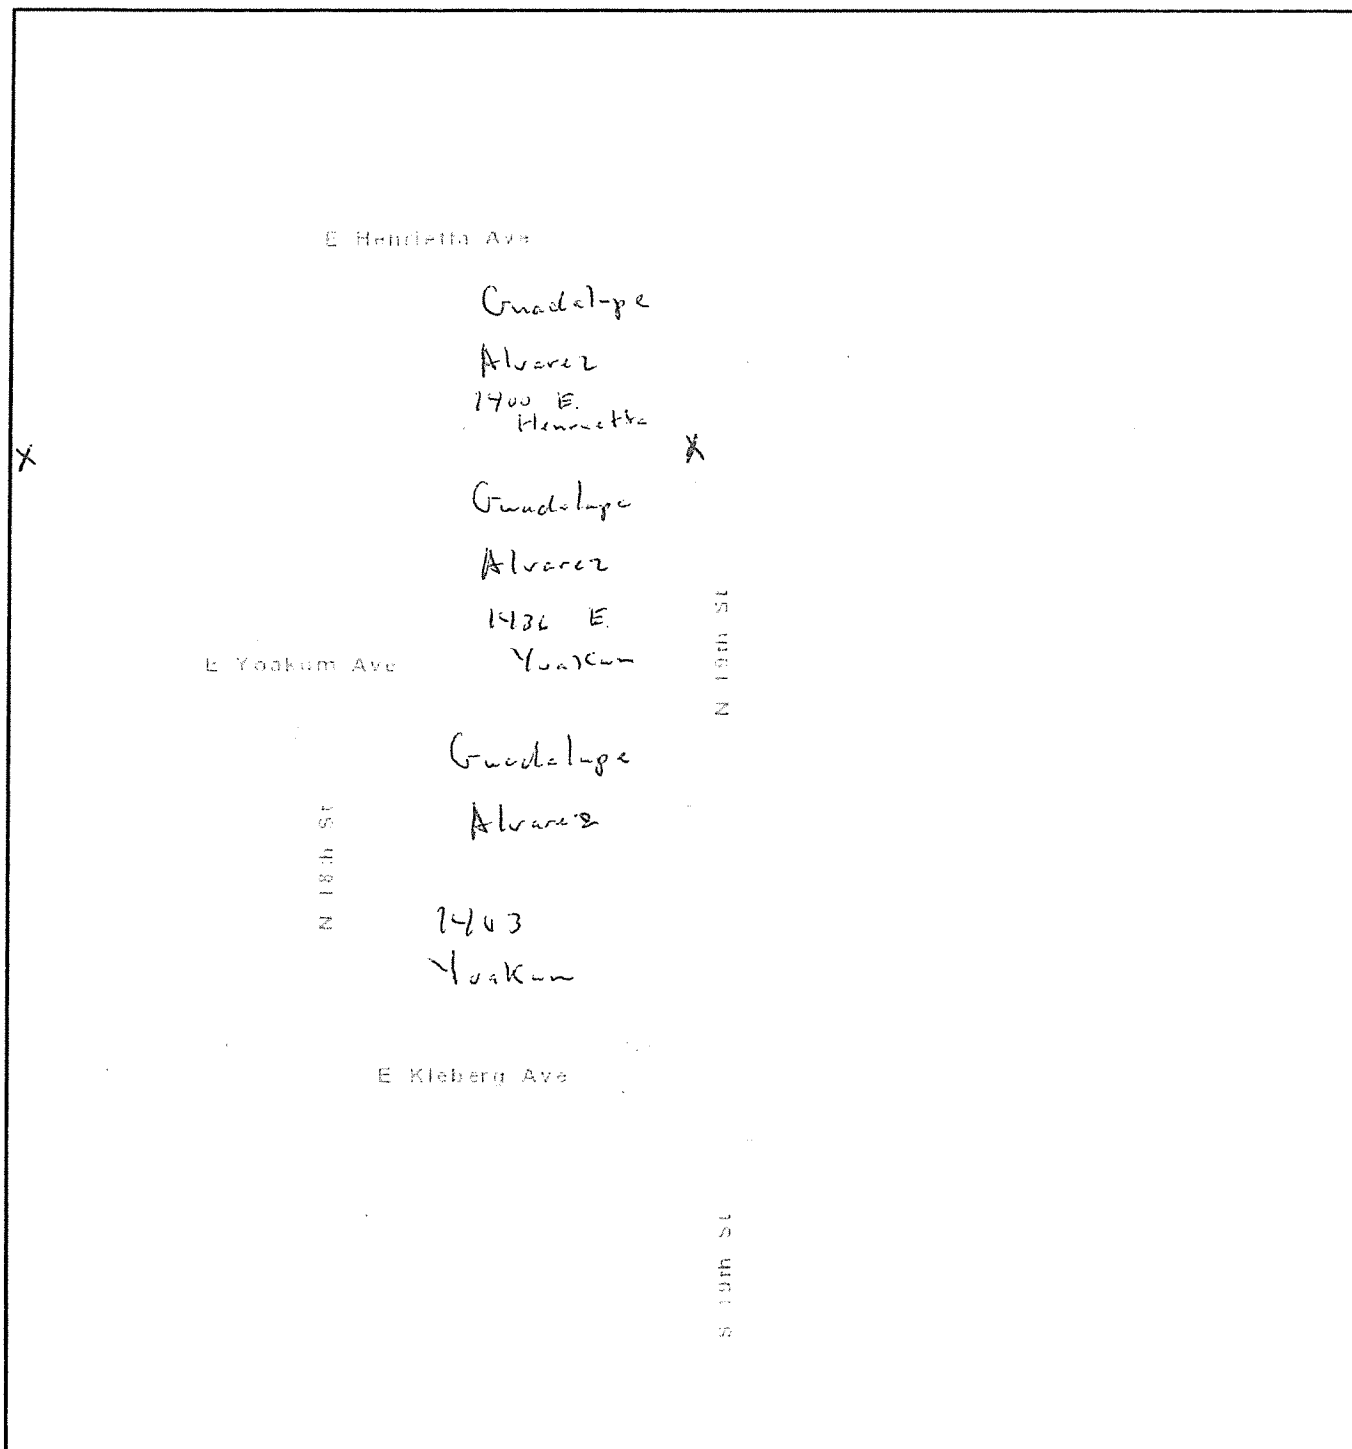 E Henrietta Ave
Guadalupe
Alvarez
1400 E.
Henrietta
X
X
Guadalupe
Alvarez
1436 E.
Yoakum
E Yoakum Ave
N 19th St
Guadalupe
Alvarez
N 18th St
1403
Yoakum
E Kleberg Ave
S 19th St